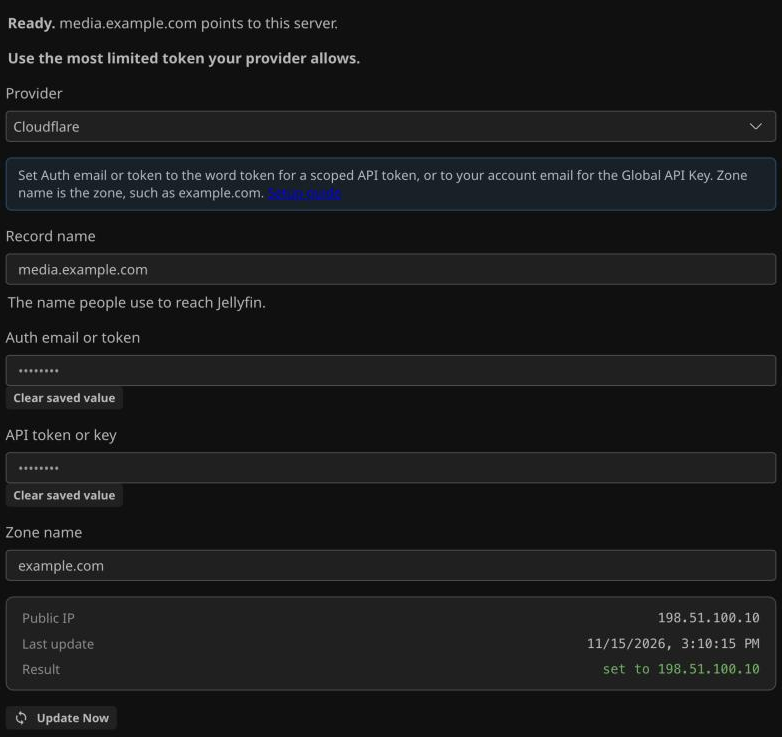 Ready. media.example.com points to this server.
Use the most limited token your provider allows.
Provider
Cloudflare
Set Auth email or token to the word token for a scoped API token, or to your account email for the Global API Key. Zone
name is the zone, such as example.com. Setup guide
Record name
media.example.com
The name people use to reach Jellyfin.
Auth email or token
••••••••
Clear saved value
API token or key
••••••••
Clear saved value
Zone name
example.com
Public IP 198.51.100.10
Last update 11/15/2026, 3:10:15 PM
Result set to 198.51.100.10
Update Now